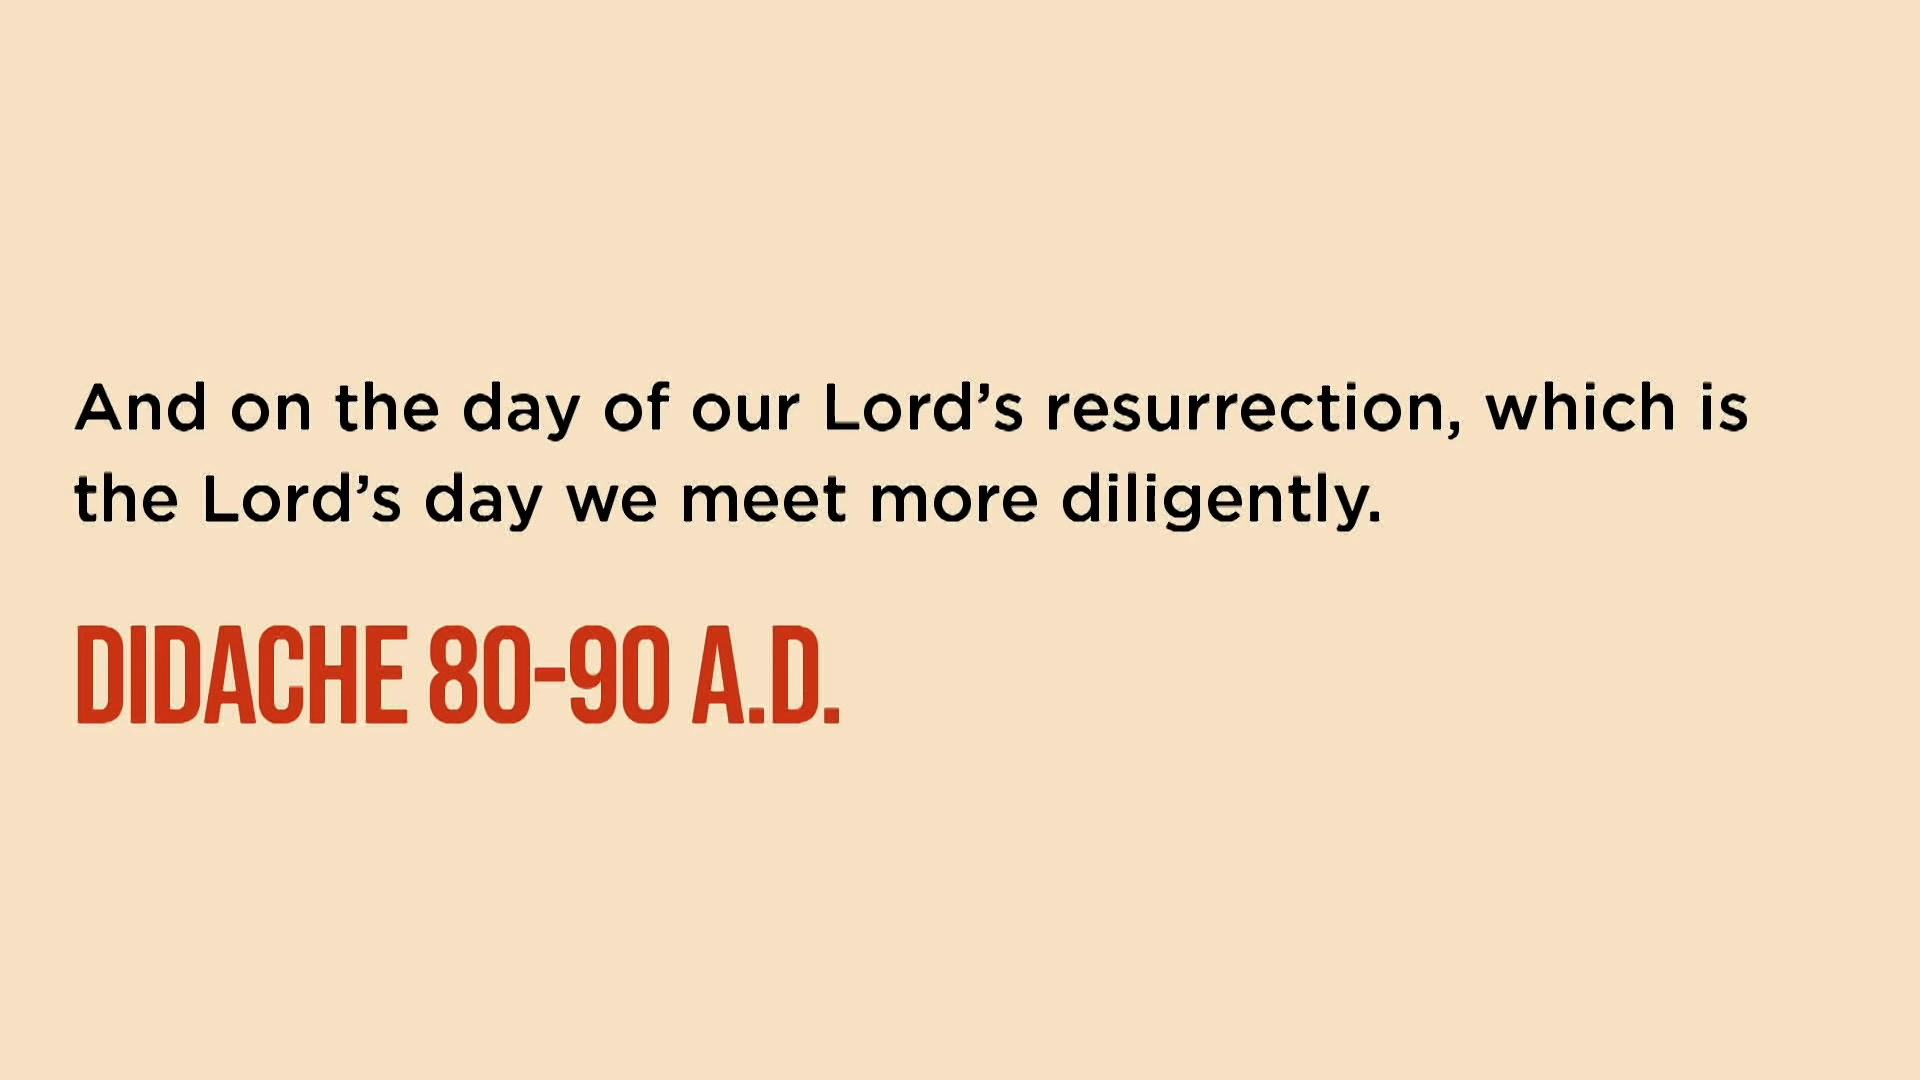 And on the day of our Lord’s resurrection, which is
the Lord’s day we meet more diligently.
DIDACHE 80-90 A.D.